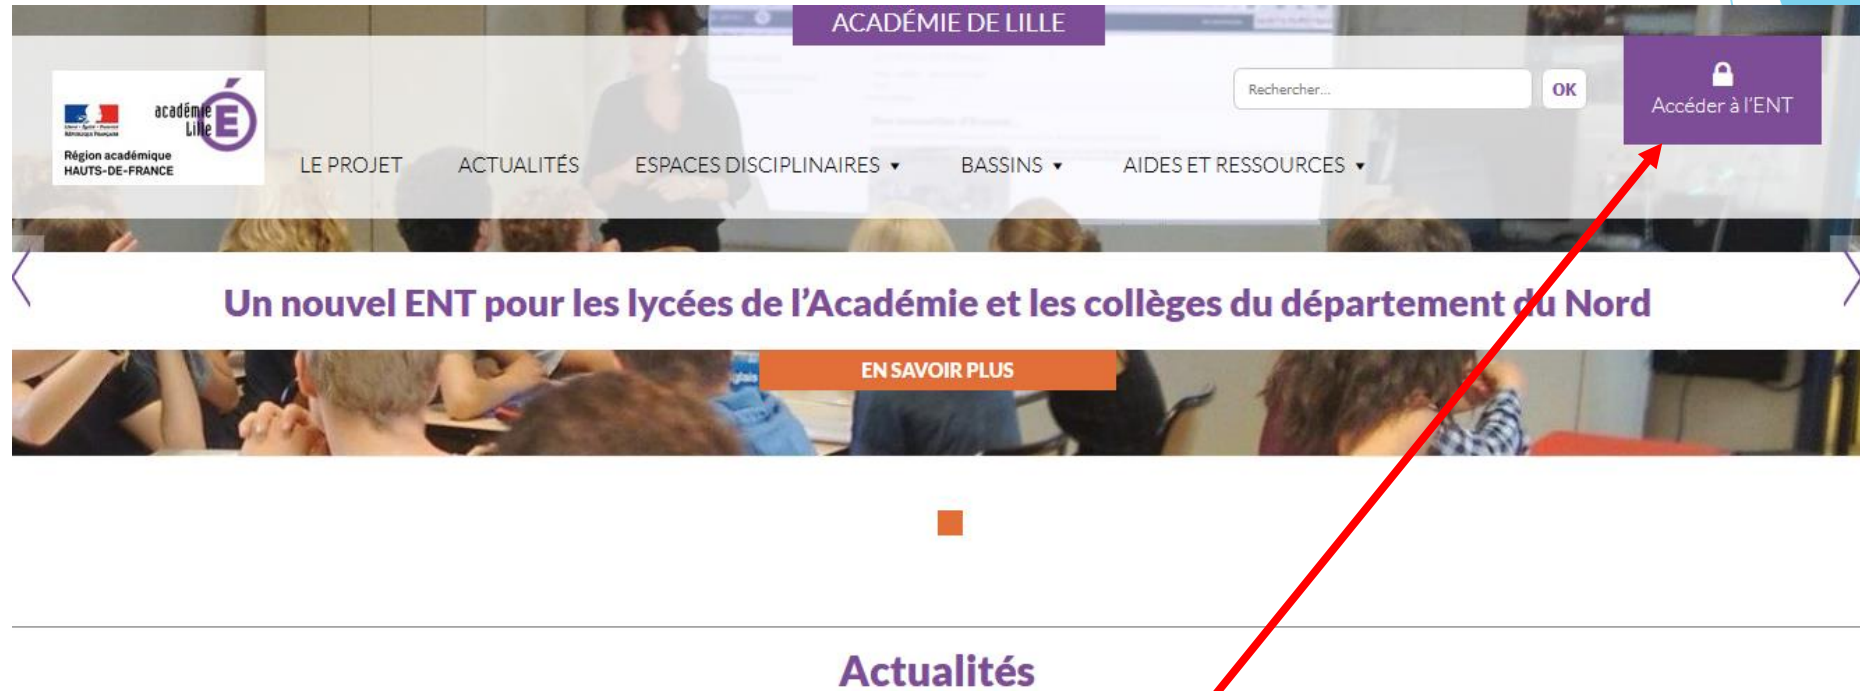 ACADÉMIE DE LILLE
académie
Lille
Région académique
HAUTS-DE-FRANCE
Rechercher...
OK
Accéder à l'ENT
LE PROJET
ACTUALITÉS
ESPACES DISCIPLINAIRES
BASSINS
AIDES ET RESSOURCES
Un nouvel ENT pour les lycées de l’Académie et les collèges du département du Nord
EN SAVOIR PLUS
Actualités